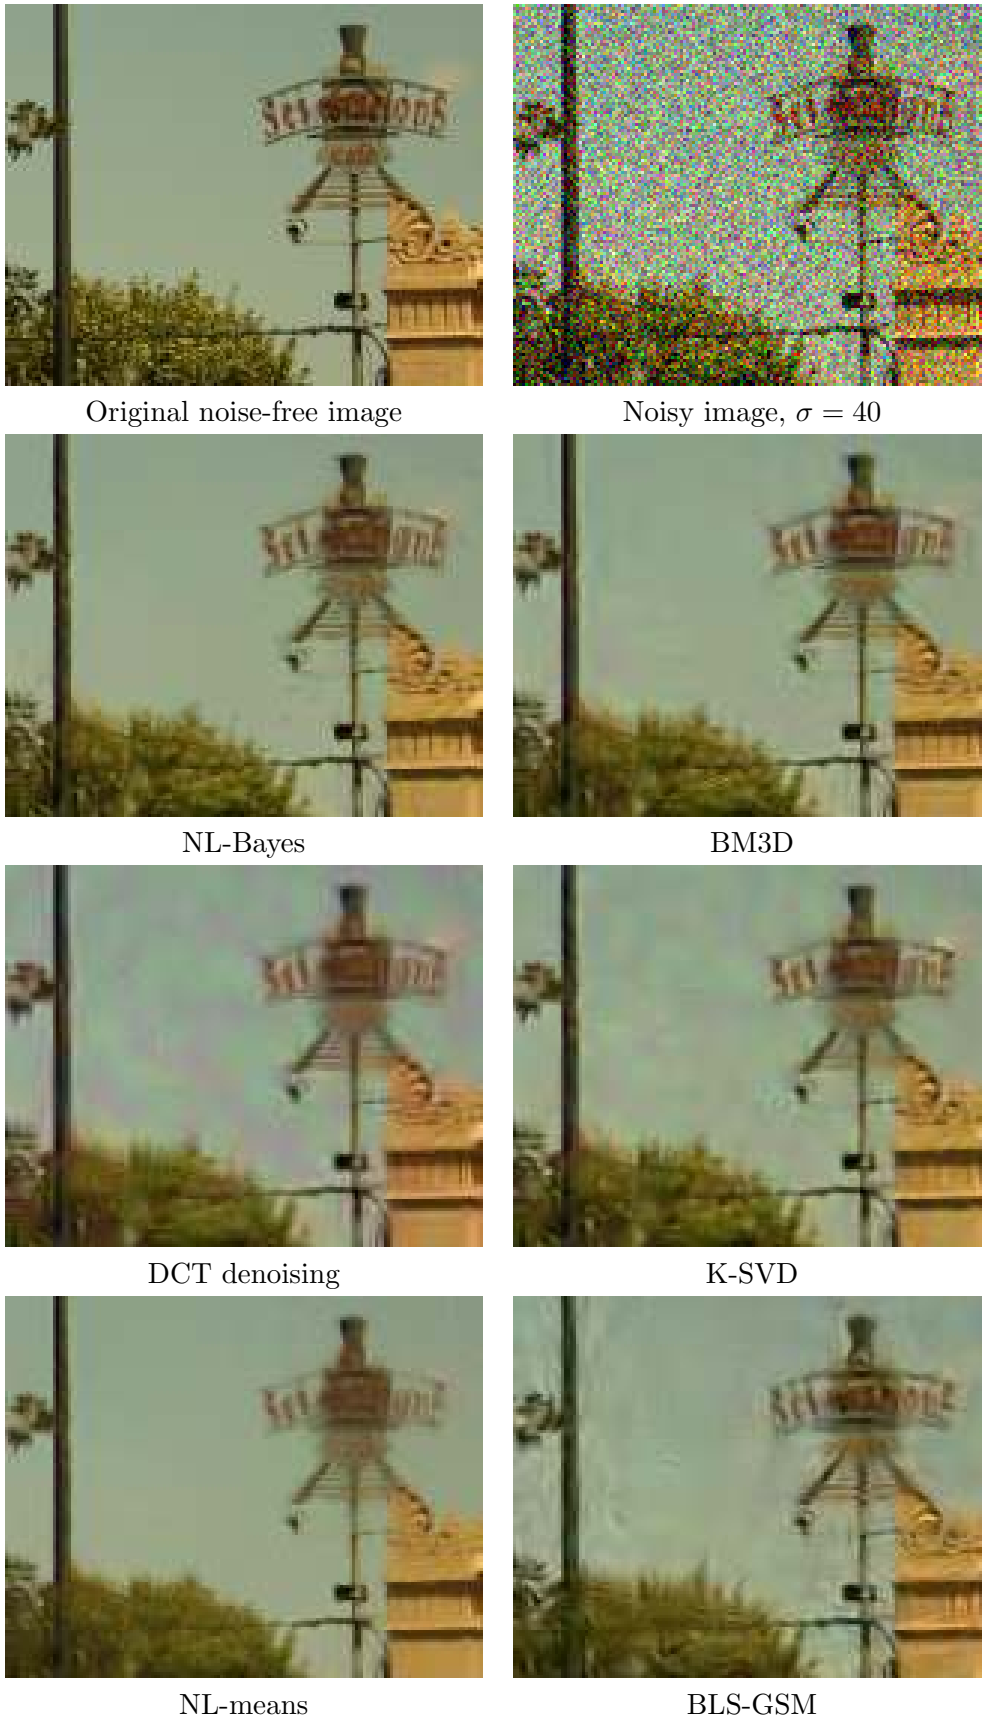 Original noise-free image
Noisy image, σ = 40
NL-Bayes
BM3D
DCT denoising
K-SVD
NL-means
BLS-GSM